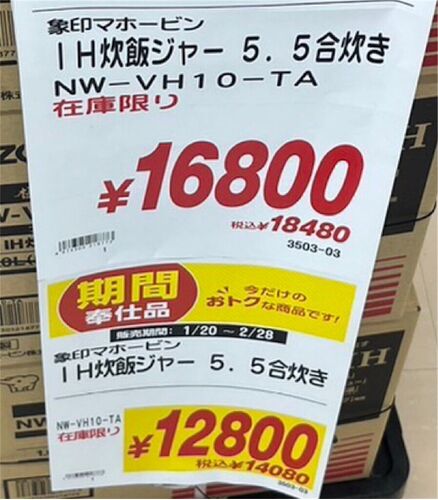 象印マホービン
IH炊飯ジャー 5．5合炊き
NW−VH10−TA
在庫限り
¥16800
税込¥18480
3503-03
期間
奉仕品
今だけの
おトクな商品です!
販売期間: 1/20 ～ 2/28
象印マホービン
IH炊飯ジャー 5．5合炊き
NW-VH10-TA
在庫限り
¥12800
税込¥14080
3503-03